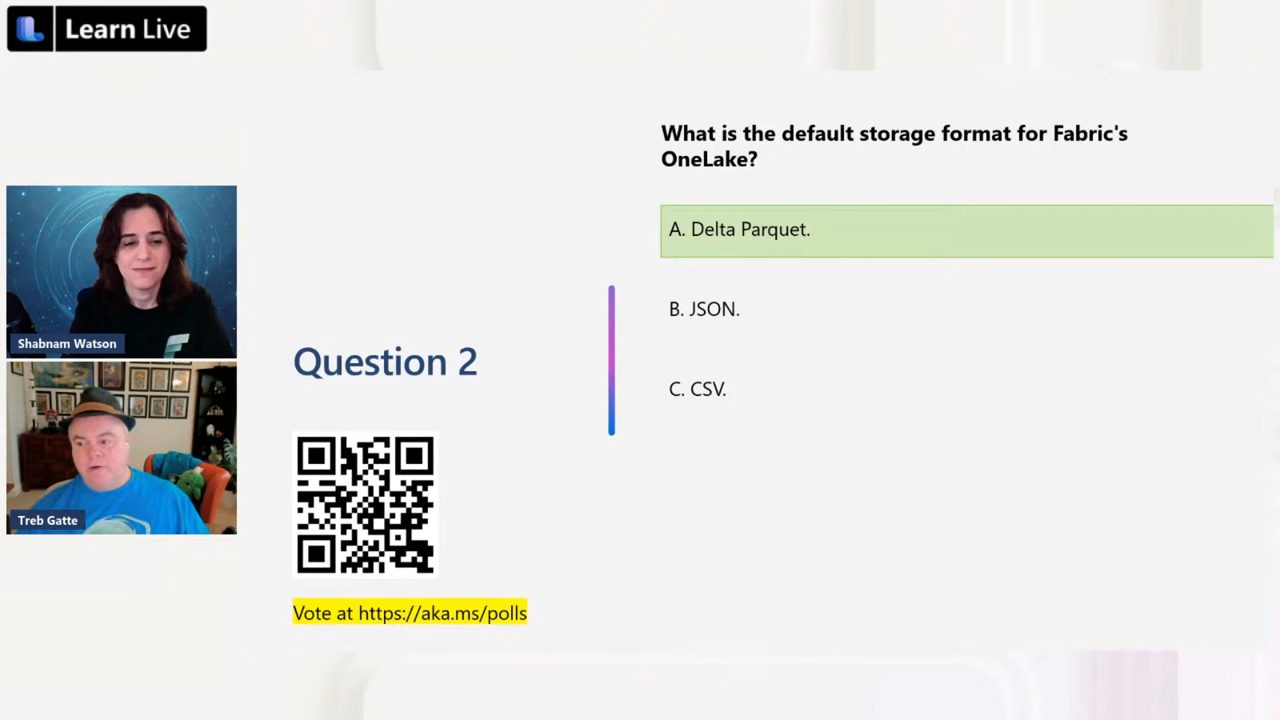 Learn Live
What is the default storage format for Fabric's
OneLake?
A. Delta Parquet.
B. JSON.
C. CSV.
Shabnam Watson
Question 2
Treb Gatte
Vote at https://aka.ms/polls